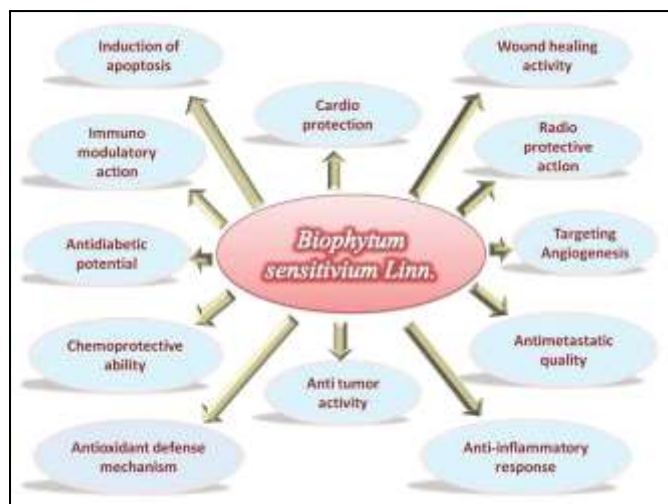 Induction of
apoptosis
Wound healing
activity
Cardio
protection
Immuno
modulatory
action
Radio
protective
action
Biophytum
sensitivium Linn.
Antidiabetic
potential
Targeting
Angiogenesis
Chemoprotective
ability
Antimetastatic
quality
Anti tumor
activity
Antioxidant defense
mechanism
Anti-inflammatory
response